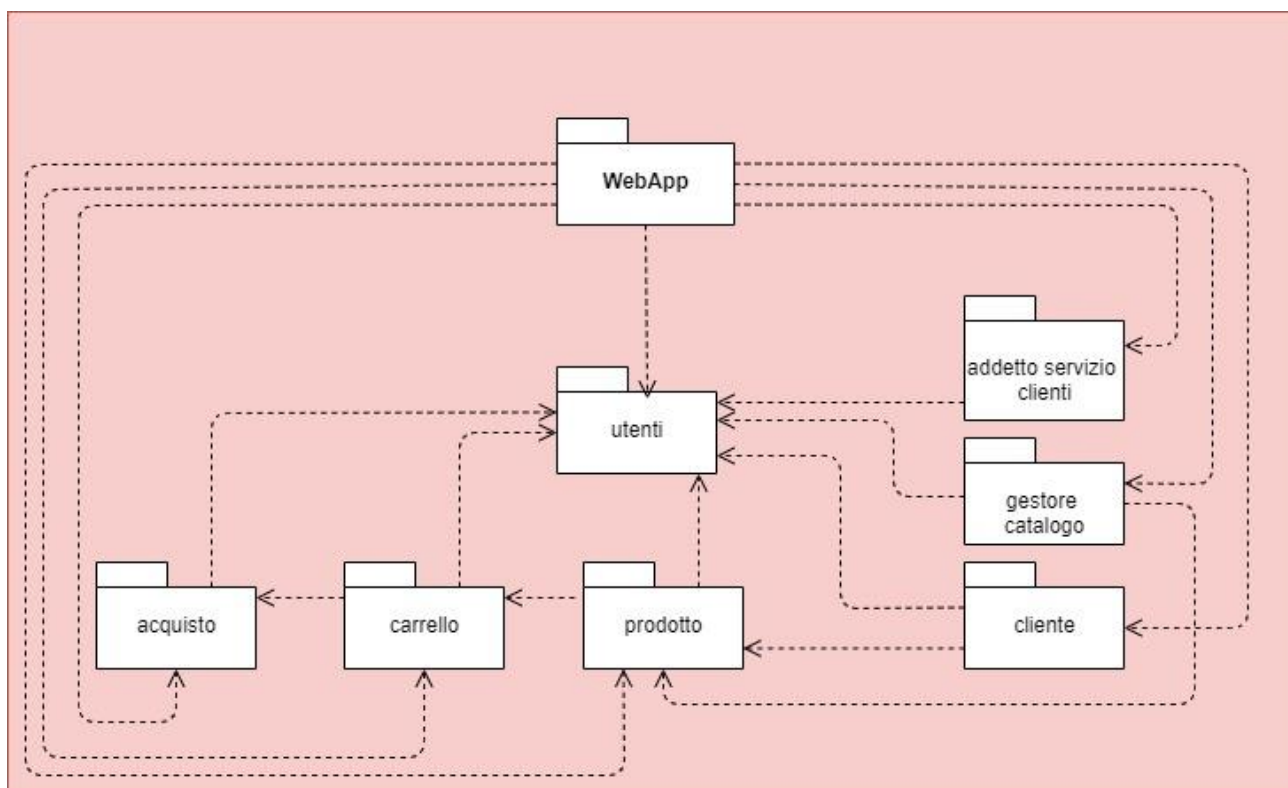 WebApp
addetto servizio
clienti
utenti
gestore
catalogo
acquisto
carrello
prodotto
cliente